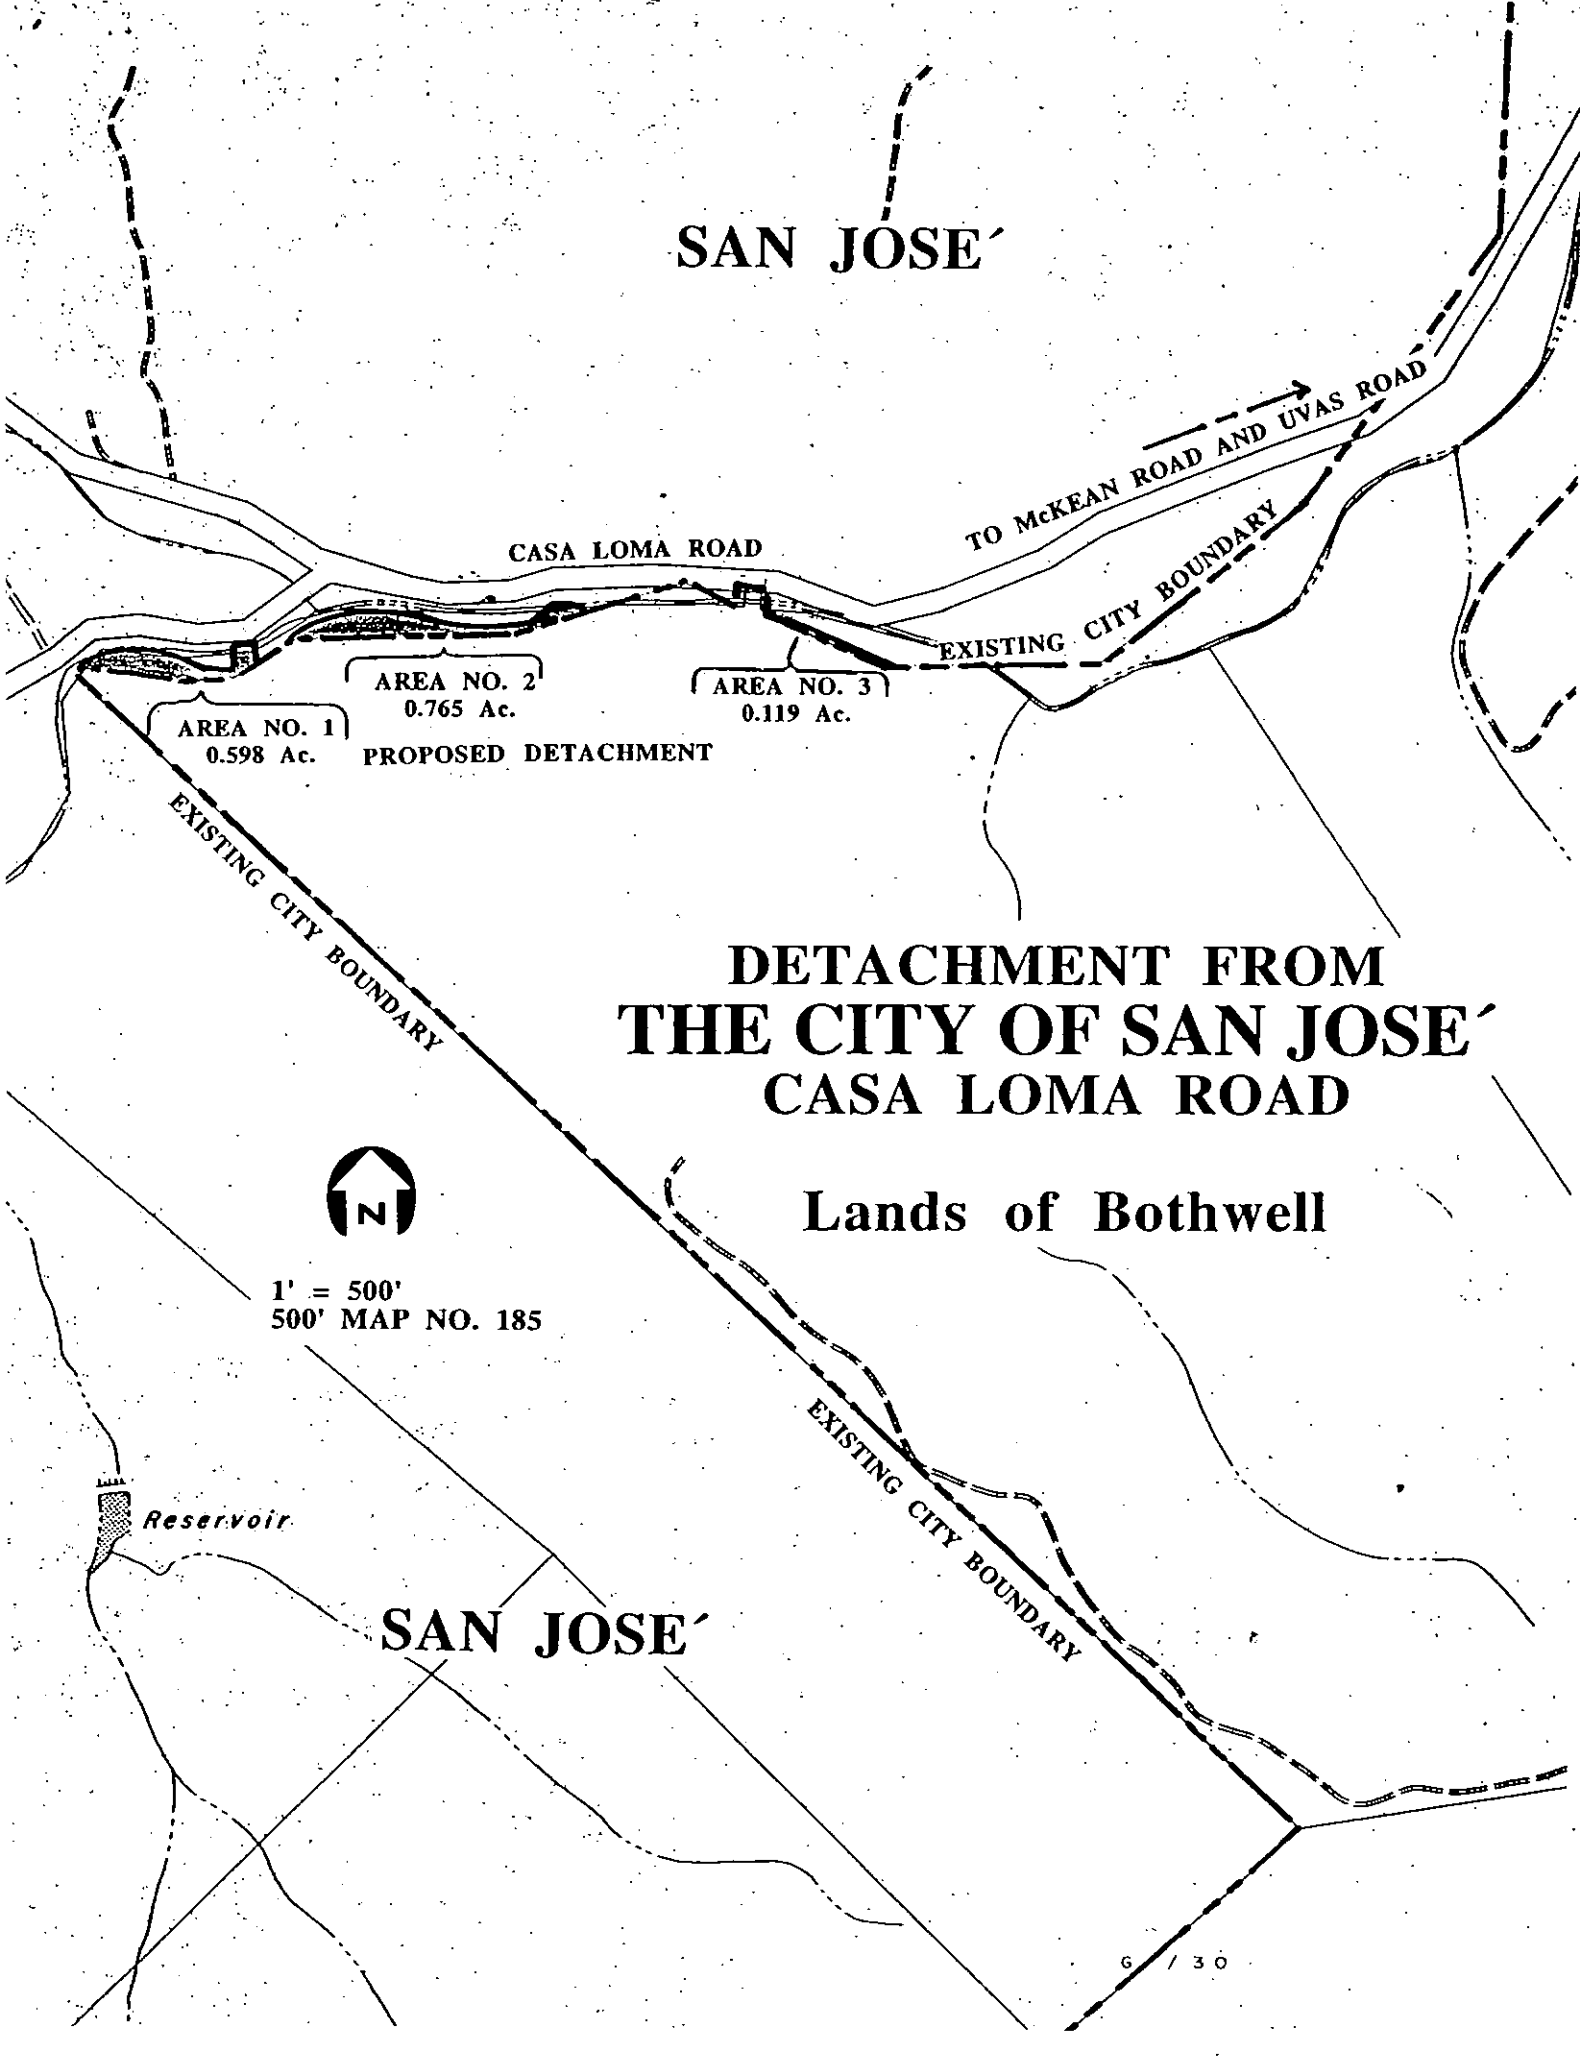 SAN JOSE´
TO McKEAN ROAD AND UVAS ROAD
CASA LOMA ROAD
EXISTING CITY BOUNDARY
AREA NO. 1
0.598 Ac.
AREA NO. 2
0.765 Ac.
AREA NO. 3
0.119 Ac.
PROPOSED DETACHMENT
EXISTING CITY BOUNDARY
DETACHMENT FROM
THE CITY OF SAN JOSE´
CASA LOMA ROAD
Lands of Bothwell
N
1' = 500'
500' MAP NO. 185
EXISTING CITY BOUNDARY
Reservoir
SAN JOSE´
G / 30